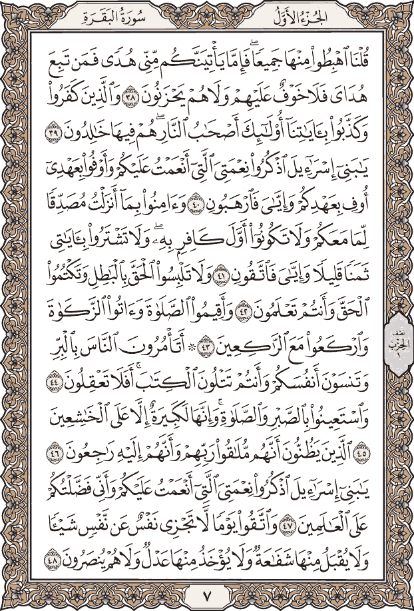 سُورَةُ البَقَرَةِ
الجُزءُ الأَوَّلُ
قُلْنَا ٱهْبِطُوا۟ مِنْهَا جَمِيعًا ۖ فَإِمَّا يَأْتِيَنَّكُم مِّنِّى هُدًى فَمَن تَبِعَ
هُدَاىَ فَلَا خَوْفٌ عَلَيْهِمْ وَلَا هُمْ يَحْزَنُونَ ٣٨ وَٱلَّذِينَ كَفَرُوا۟
وَكَذَّبُوا۟ بِـَٔايَـٰتِنَآ أُو۟لَـٰٓئِكَ أَصْحَـٰبُ ٱلنَّارِ ۖ هُمْ فِيهَا خَـٰلِدُونَ ٣٩
يَـٰبَنِىٓ إِسْرَٰٓءِيلَ ٱذْكُرُوا۟ نِعْمَتِىَ ٱلَّتِىٓ أَنْعَمْتُ عَلَيْكُمْ وَأَوْفُوا۟ بِعَهْدِىٓ
أُوفِ بِعَهْدِكُمْ وَإِيَّـٰىَ فَٱرْهَبُونِ ٤٠ وَءَامِنُوا۟ بِمَآ أَنزَلْتُ مُصَدِّقًا
لِّمَا مَعَكُمْ وَلَا تَكُونُوٓا۟ أَوَّلَ كَافِرٍۭ بِهِۦ ۖ وَلَا تَشْتَرُوا۟ بِـَٔايَـٰتِى
ثَمَنًا قَلِيلًا وَإِيَّـٰىَ فَٱتَّقُونِ ٤١ وَلَا تَلْبِسُوا۟ ٱلْحَقَّ بِٱلْبَـٰطِلِ وَتَكْتُمُوا۟
ٱلْحَقَّ وَأَنتُمْ تَعْلَمُونَ ٤٢ وَأَقِيمُوا۟ ٱلصَّلَوٰةَ وَءَاتُوا۟ ٱلزَّكَوٰةَ
وَٱرْكَعُوا۟ مَعَ ٱلرَّٰكِعِينَ ٤٣ ۞ أَتَأْمُرُونَ ٱلنَّاسَ بِٱلْبِرِّ
وَتَنسَوْنَ أَنفُسَكُمْ وَأَنتُمْ تَتْلُونَ ٱلْكِتَـٰبَ ۚ أَفَلَا تَعْقِلُونَ ٤٤
وَٱسْتَعِينُوا۟ بِٱلصَّبْرِ وَٱلصَّلَوٰةِ ۚ وَإِنَّهَا لَكَبِيرَةٌ إِلَّا عَلَى ٱلْخَـٰشِعِينَ
٤٥ ٱلَّذِينَ يَظُنُّونَ أَنَّهُم مُّلَـٰقُوا۟ رَبِّهِمْ وَأَنَّهُمْ إِلَيْهِ رَٰجِعُونَ ٤٦
يَـٰبَنِىٓ إِسْرَٰٓءِيلَ ٱذْكُرُوا۟ نِعْمَتِىَ ٱلَّتِىٓ أَنْعَمْتُ عَلَيْكُمْ وَأَنِّى فَضَّلْتُكُمْ
عَلَى ٱلْعَـٰلَمِينَ ٤٧ وَٱتَّقُوا۟ يَوْمًا لَّا تَجْزِى نَفْسٌ عَن نَّفْسٍ شَيْـًٔا
وَلَا يُقْبَلُ مِنْهَا شَفَـٰعَةٌ وَلَا يُؤْخَذُ مِنْهَا عَدْلٌ وَلَا هُمْ يُنصَرُونَ ٤٨
٧